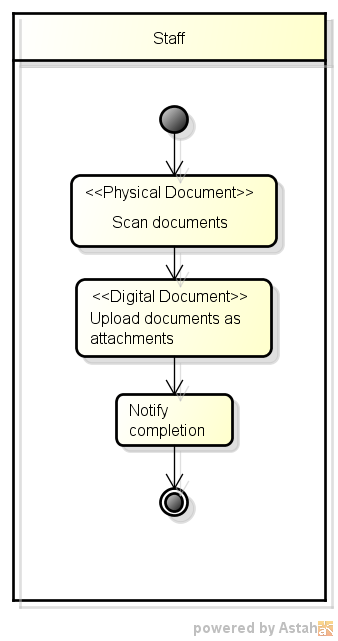 Staff
<<Physical Document>>
Scan documents
<<Digital Document>>
Upload documents as
attachments
Notify
completion
powered by Astah